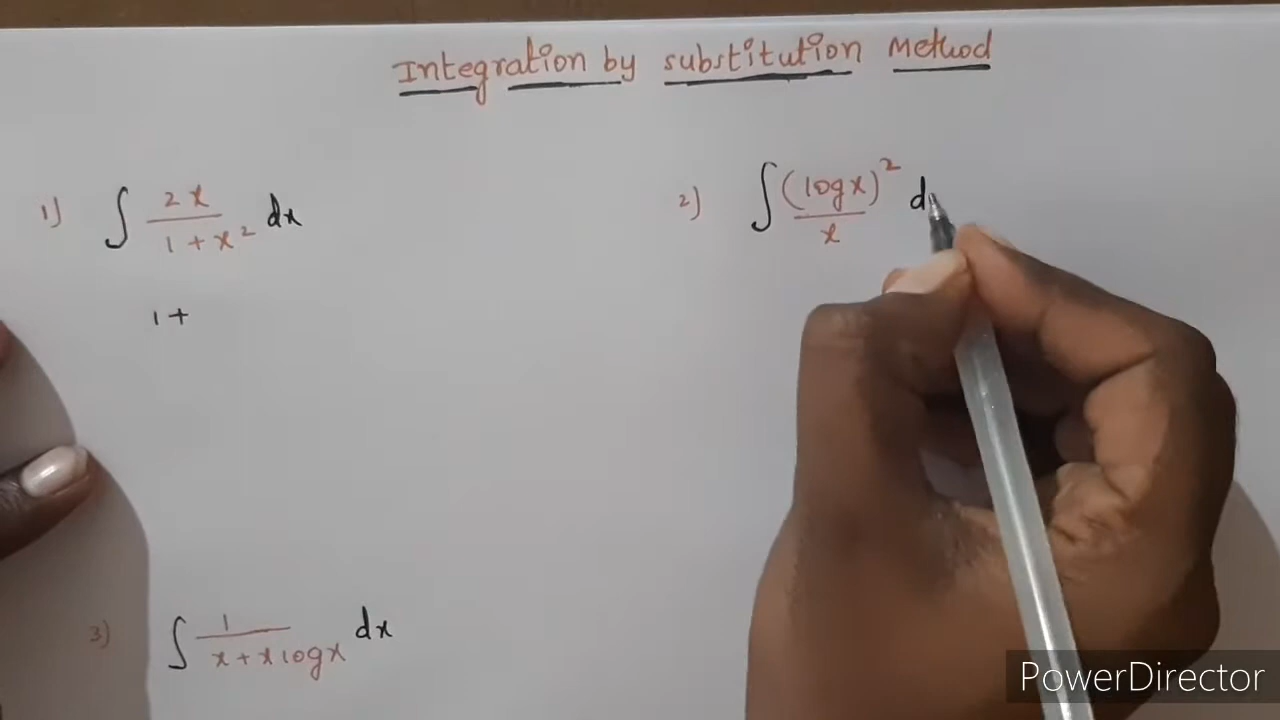 Integration by substitution Method
1) ∫ 2x / 1 + x² dx
2) ∫ (log x)² / x d
1 +
3) ∫ 1 / x + x log x dx
PowerDirector